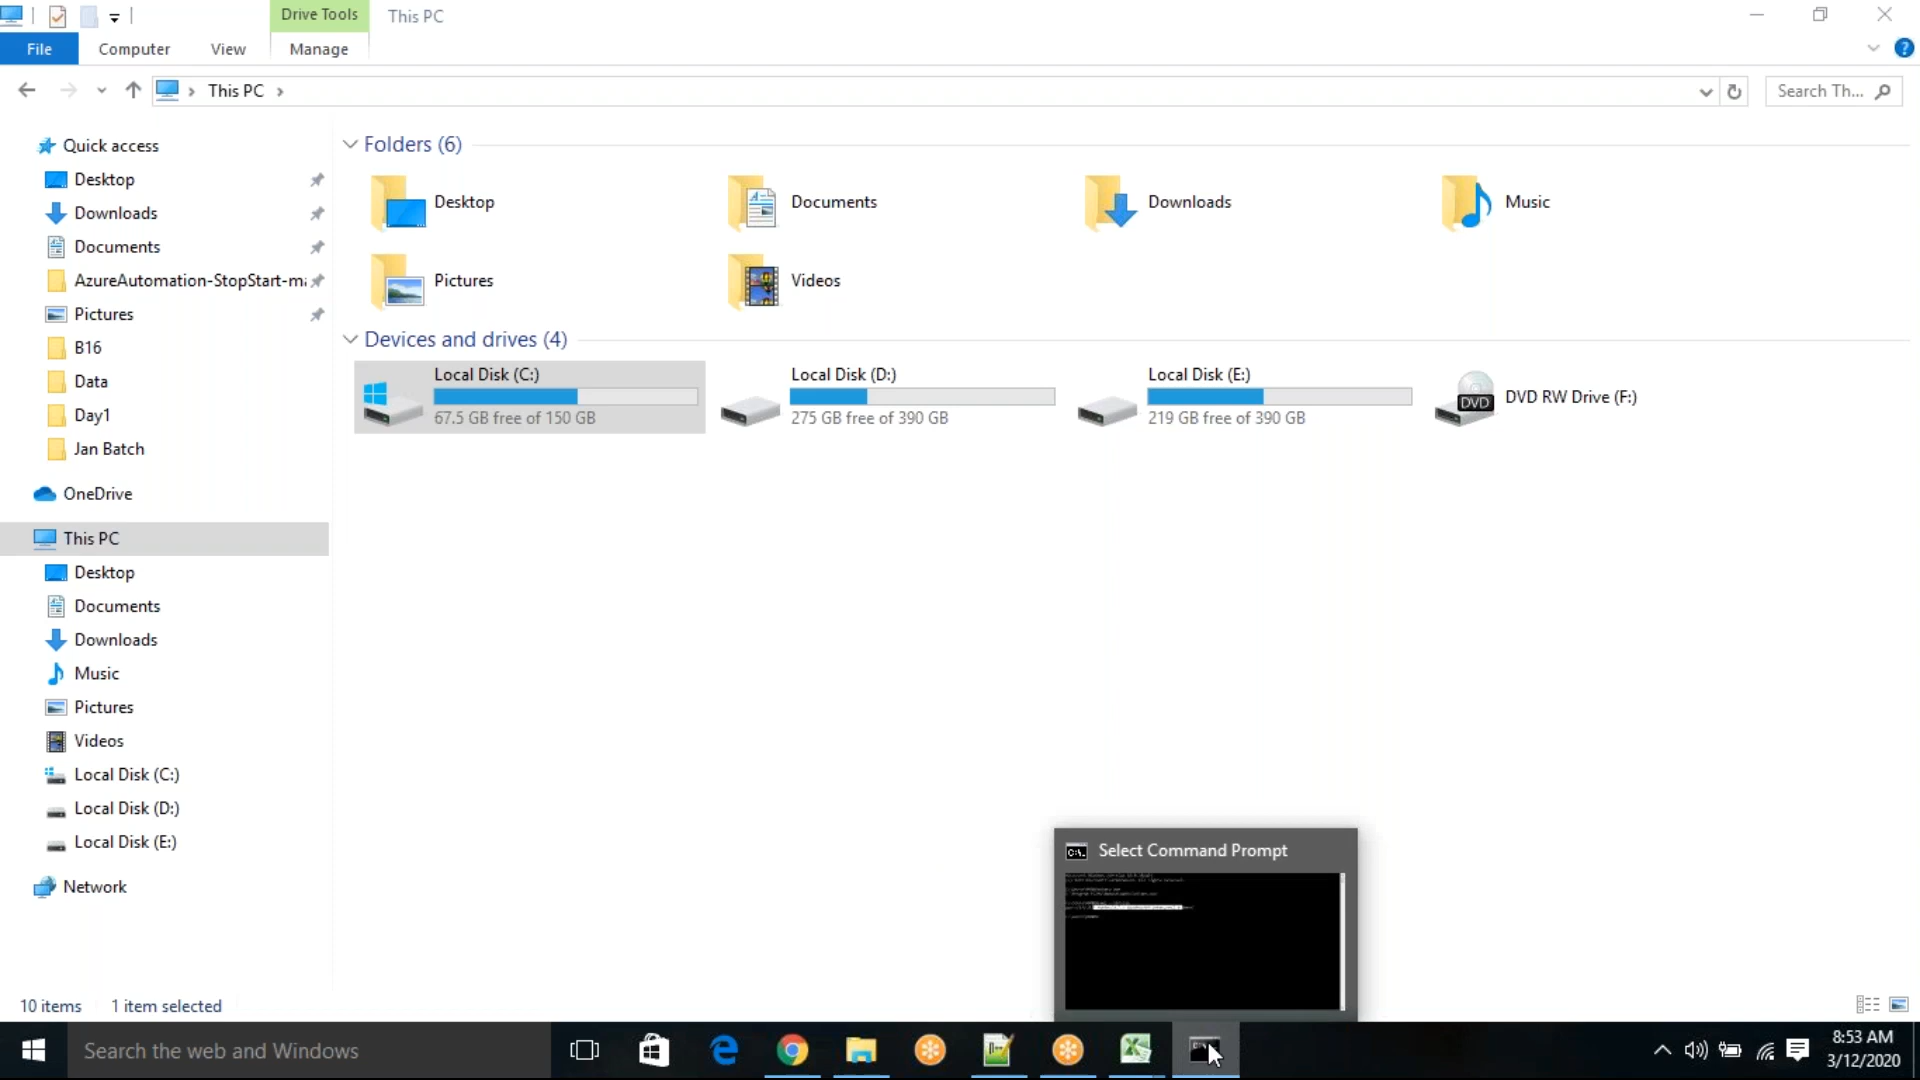 Drive Tools
This PC
File
Computer
View
Manage
This PC
Search Th...
Quick access
Desktop
Downloads
Documents
AzureAutomation-StopStart-ma
Pictures
B16
Data
Day1
Jan Batch
OneDrive
This PC
Desktop
Documents
Downloads
Music
Pictures
Videos
Local Disk (C:)
Local Disk (D:)
Local Disk (E:)
Network
Folders (6)
Desktop
Documents
Downloads
Music
Pictures
Videos
Devices and drives (4)
Local Disk (C:)
67.5 GB free of 150 GB
Local Disk (D:)
275 GB free of 390 GB
Local Disk (E:)
219 GB free of 390 GB
DVD
DVD RW Drive (F:)
Select Command Prompt
10 items
1 item selected
Search the web and Windows
8:53 AM
3/12/2020